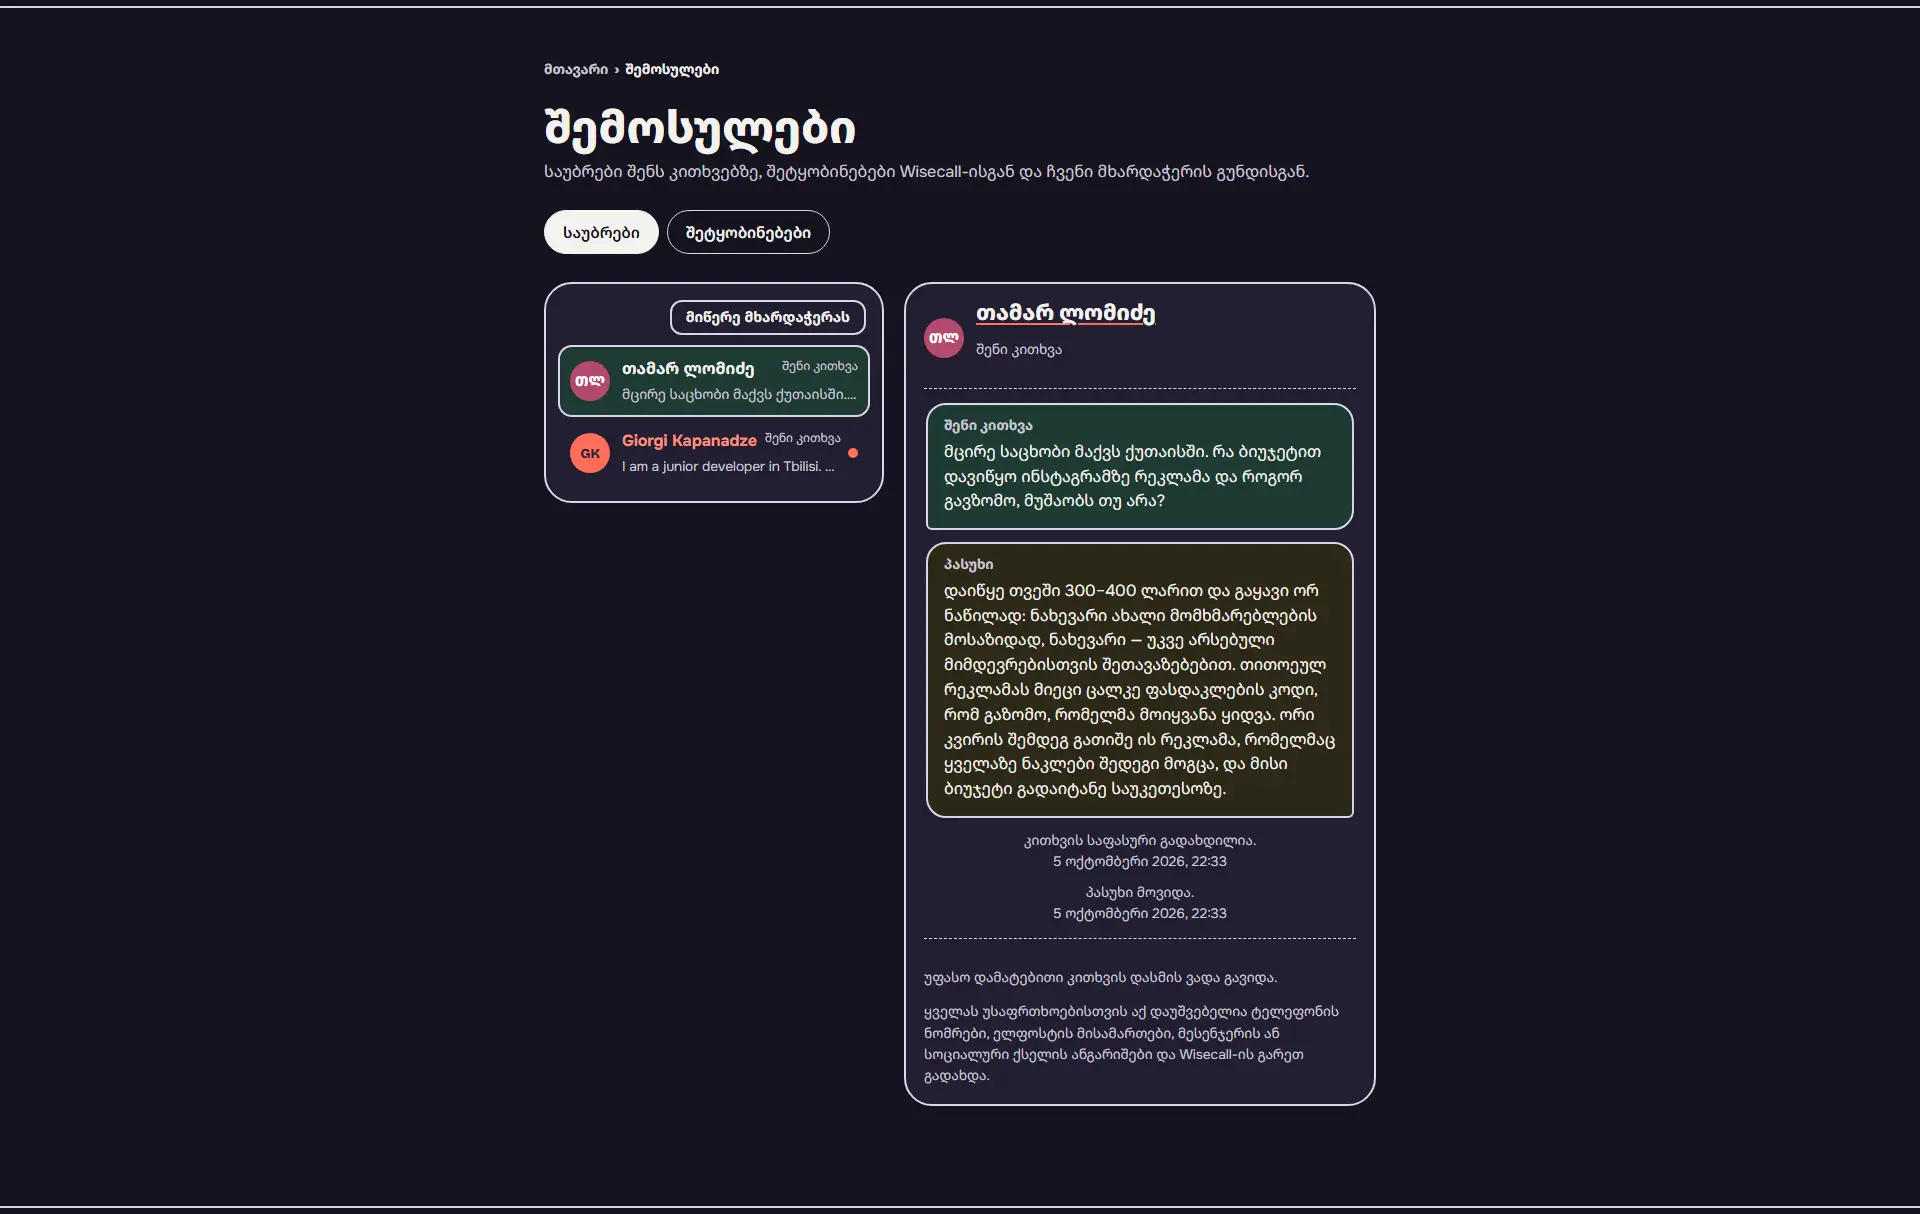 მთავარი › შემოსულები
შემოსულები
საუბრები შენს კითხვებზე, შეტყობინებები Wisecall-ისგან და ჩვენი მხარდაჭერის გუნდისგან.
საუბრები
შეტყობინებები
მიწერე მხარდაჭერას
თლ
თამარ ლომიძე
შენი კითხვა
მცირე საცხობი მაქვს ქუთაისში....
GK
Giorgi Kapanadze
შენი კითხვა
I am a junior developer in Tbilisi. ...
თლ
თამარ ლომიძე
შენი კითხვა
შენი კითხვა
მცირე საცხობი მაქვს ქუთაისში. რა ბიუჯეტით
დავიწყო ინსტაგრამზე რეკლამა და როგორ
გავზომო, მუშაობს თუ არა?
პასუხი
დაიწყე თვეში 300–400 ლარით და გაყავი ორ
ნაწილად: ნახევარი ახალი მომხმარებლების
მოსაზიდად, ნახევარი — უკვე არსებული
მიმდევრებისთვის შეთავაზებებით. თითოეულ
რეკლამას მიეცი ცალკე ფასდაკლების კოდი,
რომ გაზომო, რომელმა მოიყვანა ყიდვა. ორი
კვირის შემდეგ გათიშე ის რეკლამა, რომელმაც
ყველაზე ნაკლები შედეგი მოგცა, და მისი
ბიუჯეტი გადაიტანე საუკეთესოზე.
კითხვის საფასური გადახდილია.
5 ოქტომბერი 2026, 22:33
პასუხი მოვიდა.
5 ოქტომბერი 2026, 22:33
უფასო დამატებითი კითხვის დასმის ვადა გავიდა.
ყველას უსაფრთხოებისთვის აქ დაუშვებელია ტელეფონის
ნომრები, ელფოსტის მისამართები, მესენჯერის ან
სოციალური ქსელის ანგარიშები და Wisecall-ის გარეთ
გადახდა.